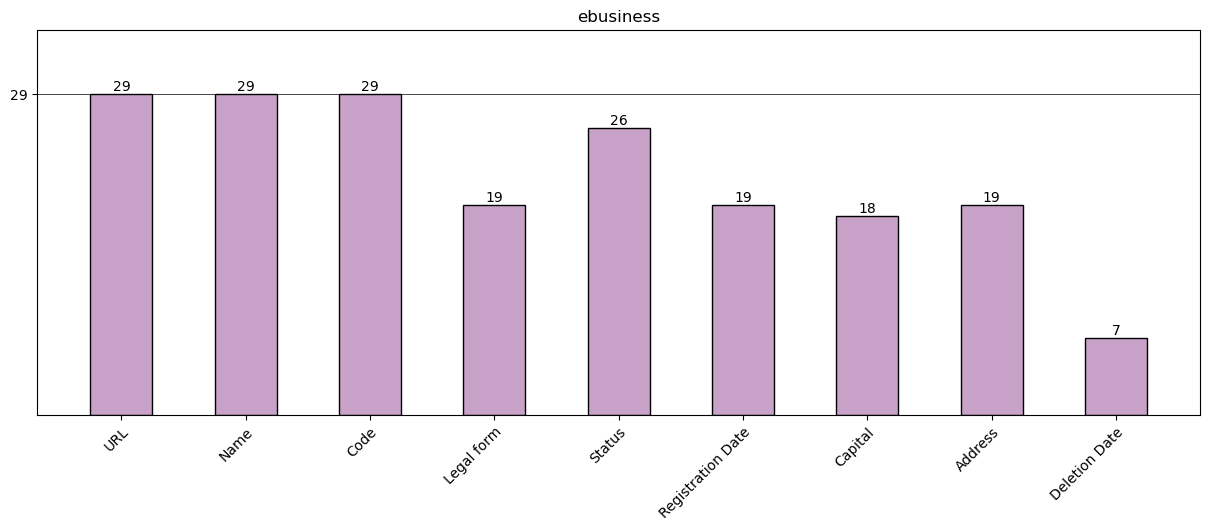 ebusiness
29
29
29
29
19
26
19
18
19
7
URL
Name
Code
Legal form
Status
Registration Date
Capital
Address
Deletion Date